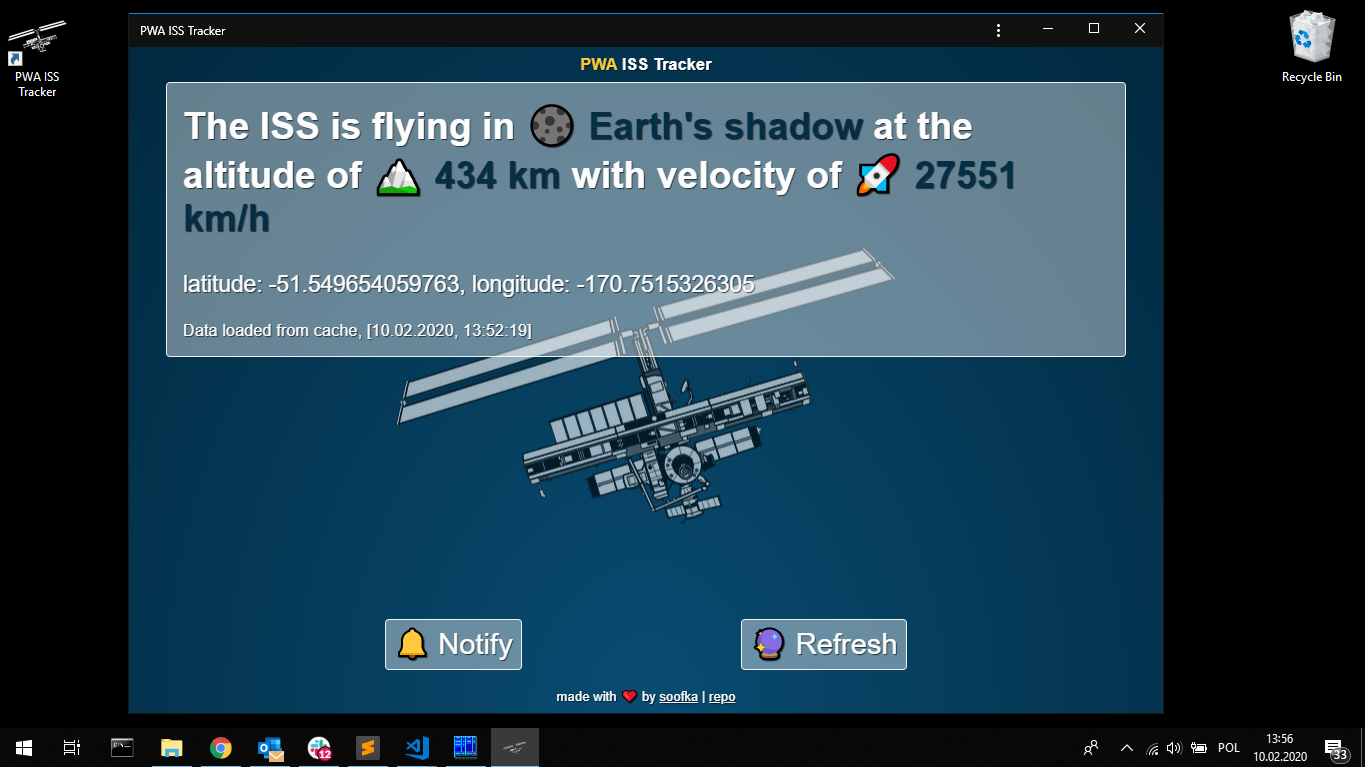 PWA ISS Tracker
PWA ISS
Tracker
Recycle Bin
PWA ISS Tracker
The ISS is flying in Earth's shadow at the
altitude of 434 km with velocity of 27551
km/h
latitude: -51.549654059763, longitude: -170.7515326305
Data loaded from cache, [10.02.2020, 13:52:19]
Notify
Refresh
made with ❤ by soofka | repo
12
POL
13:56
10.02.2020
33